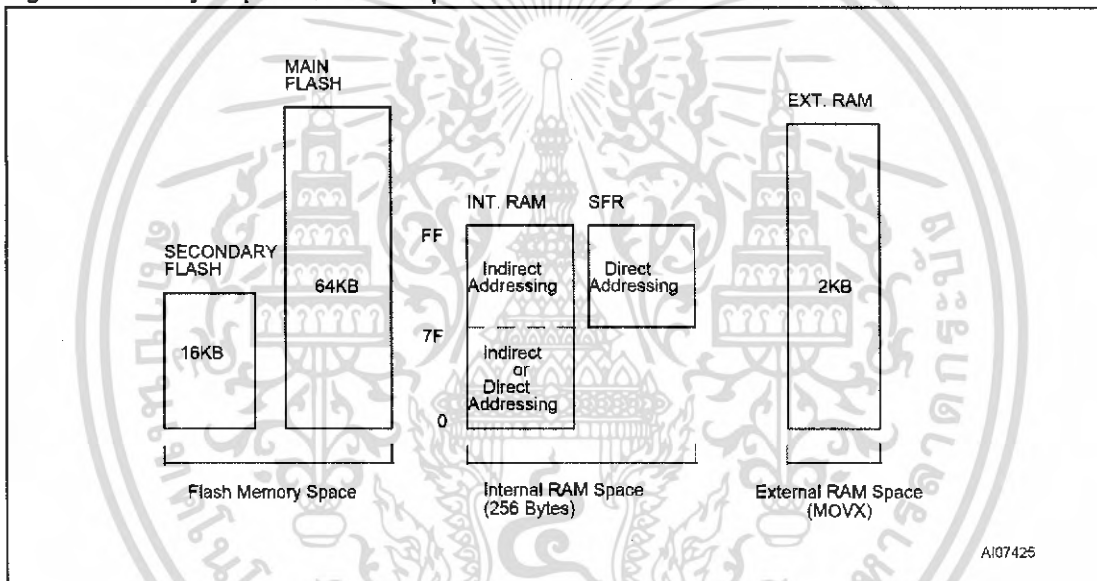 MAIN
FLASH
EXT. RAM
INT. RAM
SFR
FF
SECONDARY
FLASH
Indirect
Addressing
Direct
Addressing
64KB
2KB
7F
16KB
Indirect
or
Direct
Addressing
0
Flash Memory Space
Internal RAM Space
(256 Bytes)
External RAM Space
(MOVX)
AI07425